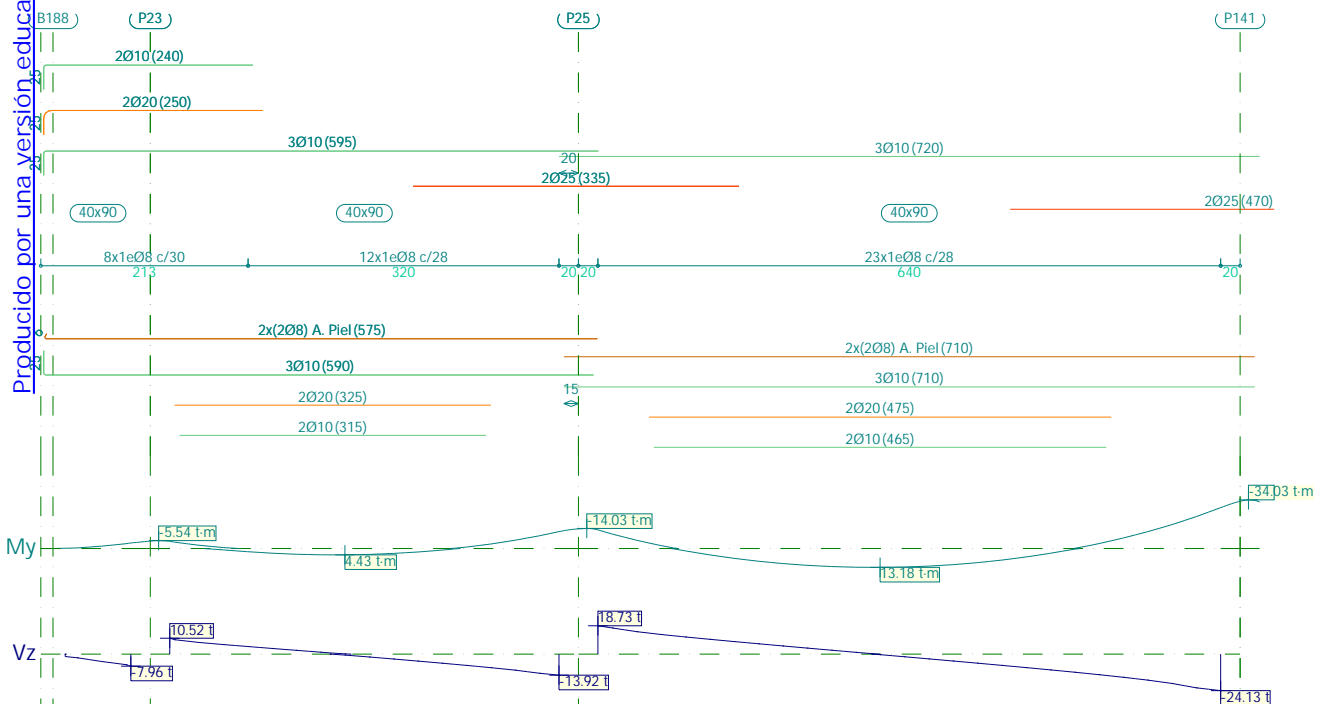 B188
P23
P25
P141
Producido por una versión educa
2Ø10(240)
25
2Ø20(250)
25
3Ø10(595)
25
20
3Ø10(720)
2Ø25(335)
2Ø25(470)
40x90
40x90
40x90
8x1eØ8 c/30
12x1eØ8 c/28
23x1eØ8 c/28
213
320
20
20
640
20
2x(2Ø8) A. Piel(575)
2x(2Ø8) A. Piel(710)
25
3Ø10(590)
3Ø10(710)
15
2Ø20(325)
2Ø20(475)
2Ø10(315)
2Ø10(465)
My
-5.54 t·m
4.43 t·m
-14.03 t·m
13.18 t·m
-34.03 t·m
Vz
-7.96 t
10.52 t
-13.92 t
18.73 t
-24.13 t